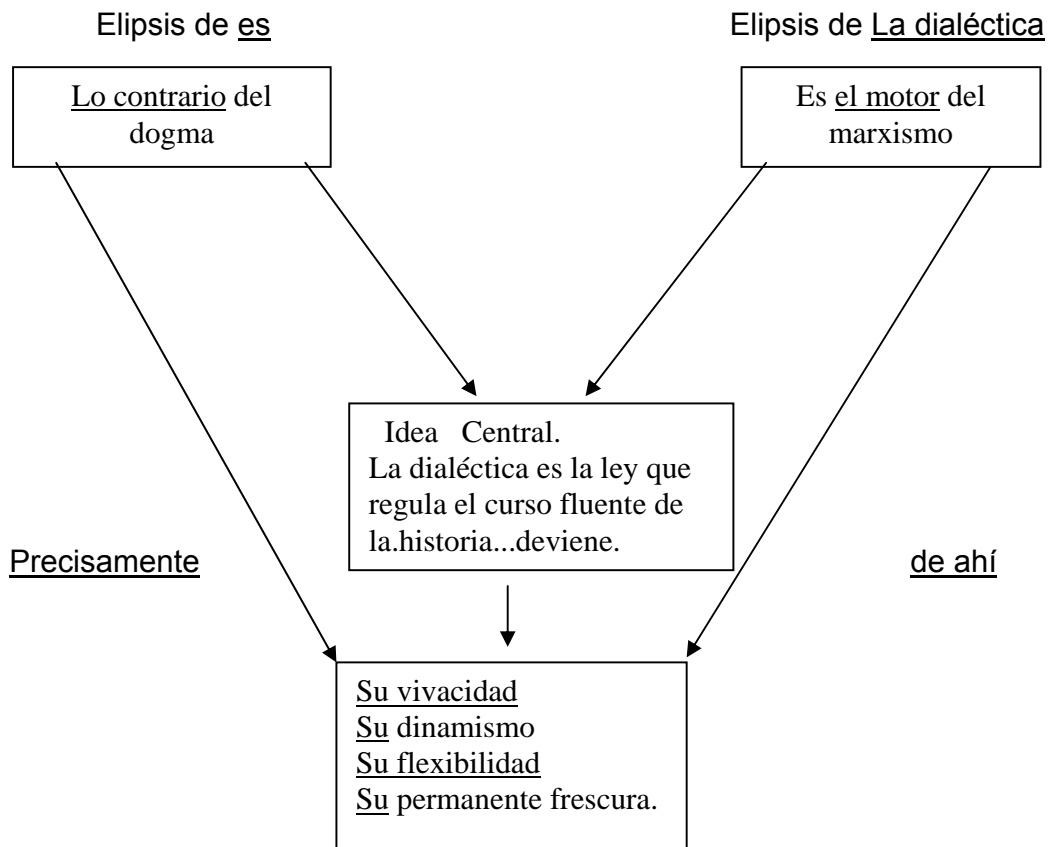 Elipsis de es
Elipsis de La dialéctica
Lo contrario del
dogma
Es el motor del
marxismo
Idea Central.
La dialéctica es la ley que
regula el curso fluente de
la.historia...deviene.
Precisamente
de ahí
Su vivacidad
Su dinamismo
Su flexibilidad
Su permanente frescura.